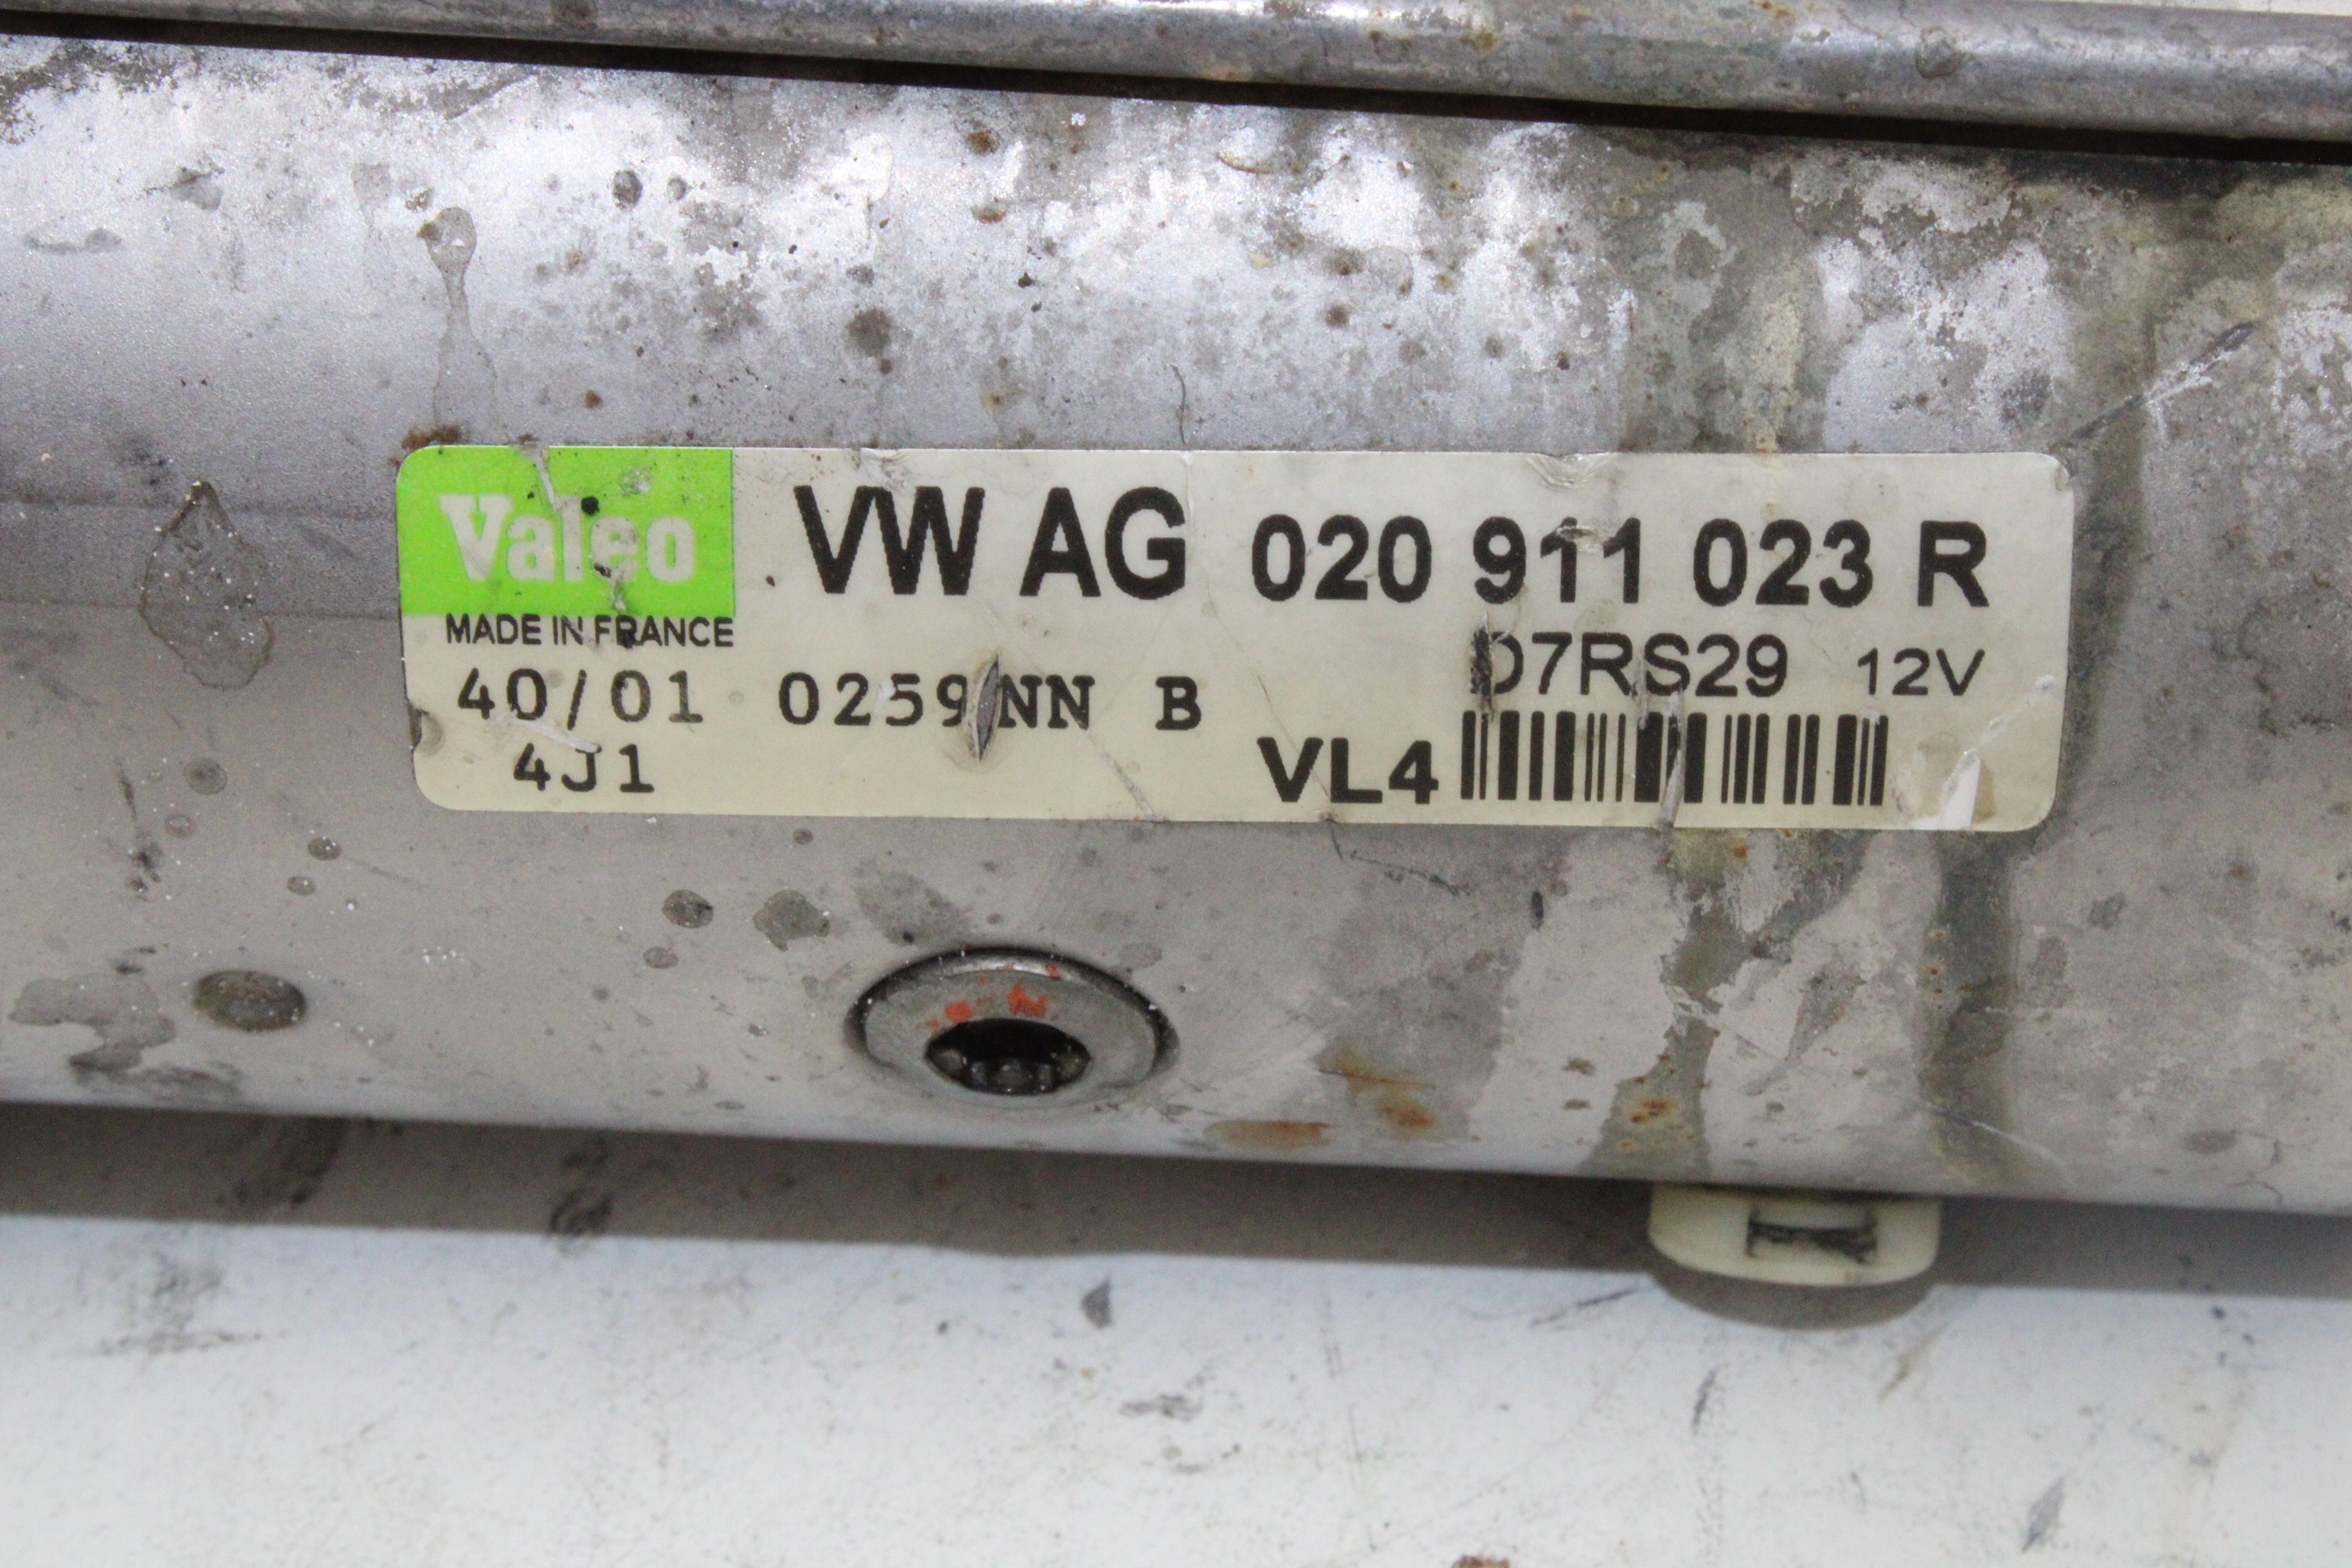 Valeo VW AG 020 911 023 R
MADE IN FRANCE
D7RS29 12V
40/01 0259 NN B
4J1
VL4